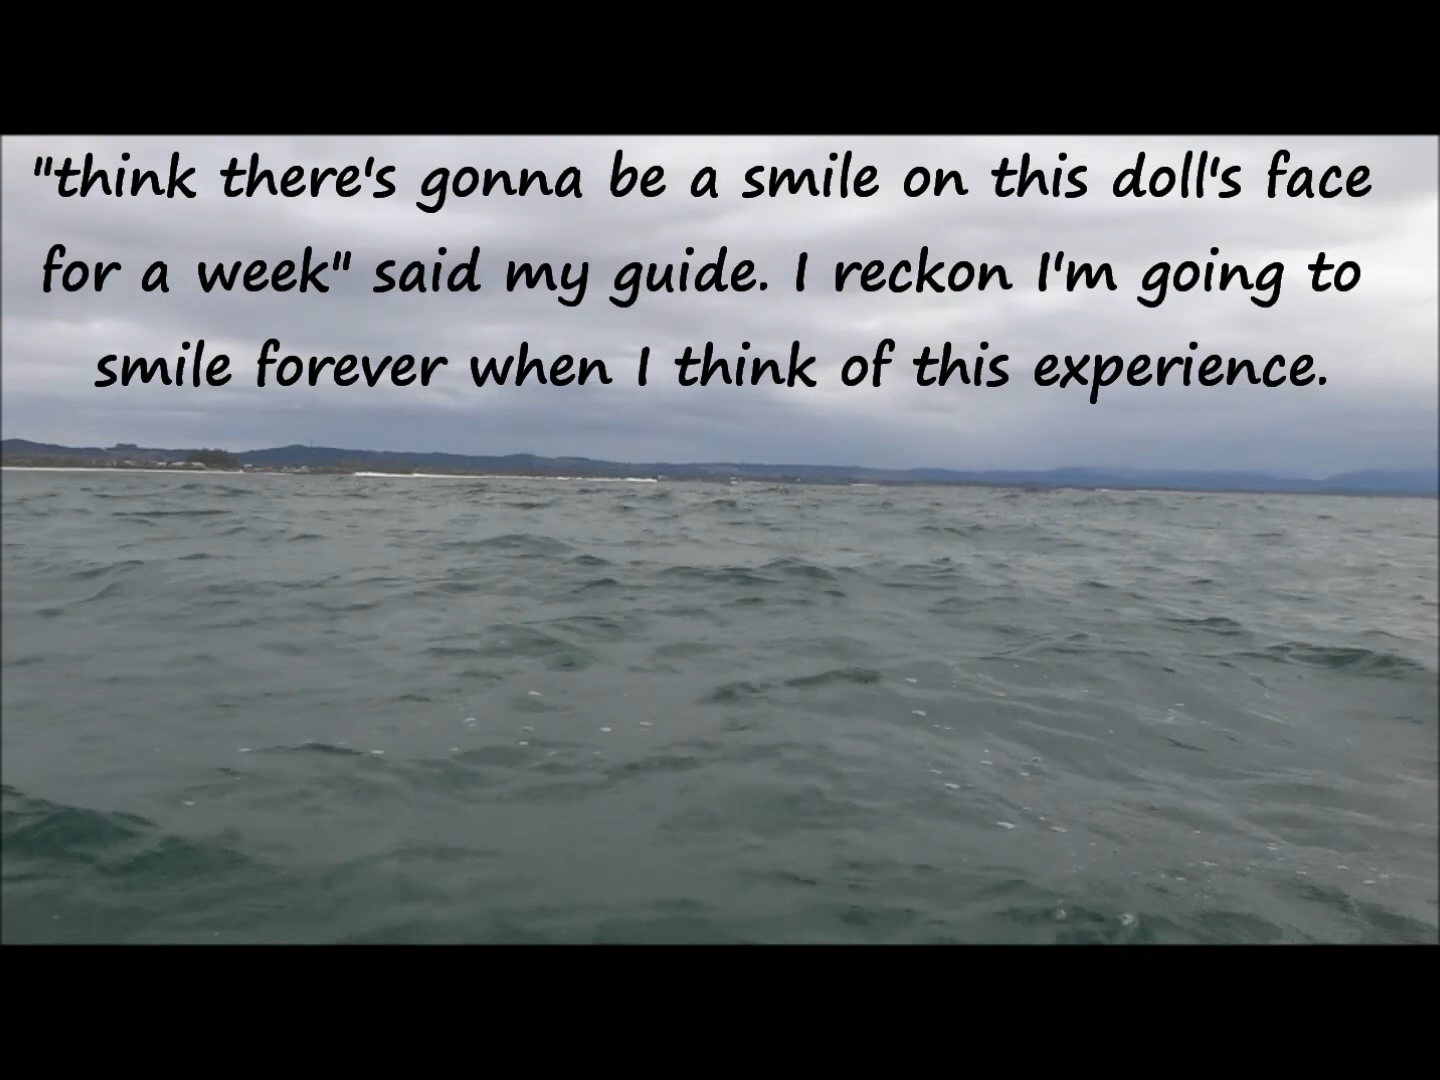 "think there's gonna be a smile on this doll's face
for a week" said my guide. I reckon I'm going to
smile forever when I think of this experience.